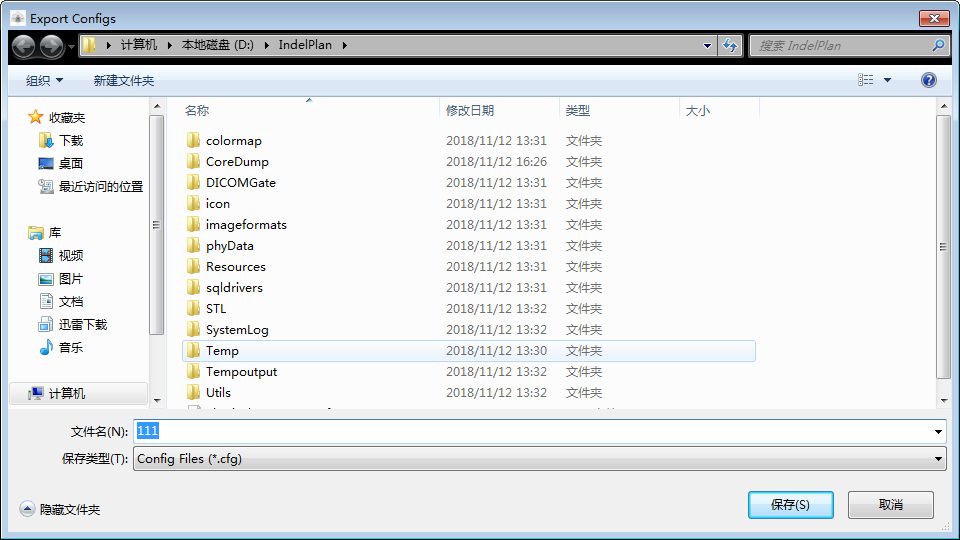 Export Configs
计算机 本地磁盘 (D:) IndelPlan
搜索 IndelPlan
组织 新建文件夹
收藏夹
下载
桌面
最近访问的位置
库
视频
图片
文档
迅雷下载
音乐
计算机
名称 修改日期 类型 大小
colormap 2018/11/12 13:31 文件夹
CoreDump 2018/11/12 16:26 文件夹
DICOMGate 2018/11/12 13:31 文件夹
icon 2018/11/12 13:31 文件夹
imageformats 2018/11/12 13:31 文件夹
phyData 2018/11/12 13:31 文件夹
Resources 2018/11/12 13:31 文件夹
sqldrivers 2018/11/12 13:31 文件夹
STL 2018/11/12 13:32 文件夹
SystemLog 2018/11/12 13:32 文件夹
Temp 2018/11/12 13:30 文件夹
Tempoutput 2018/11/12 13:32 文件夹
Utils 2018/11/12 13:32 文件夹
文件名(N): 111
保存类型(T): Config Files (*.cfg)
隐藏文件夹 保存(S) 取消